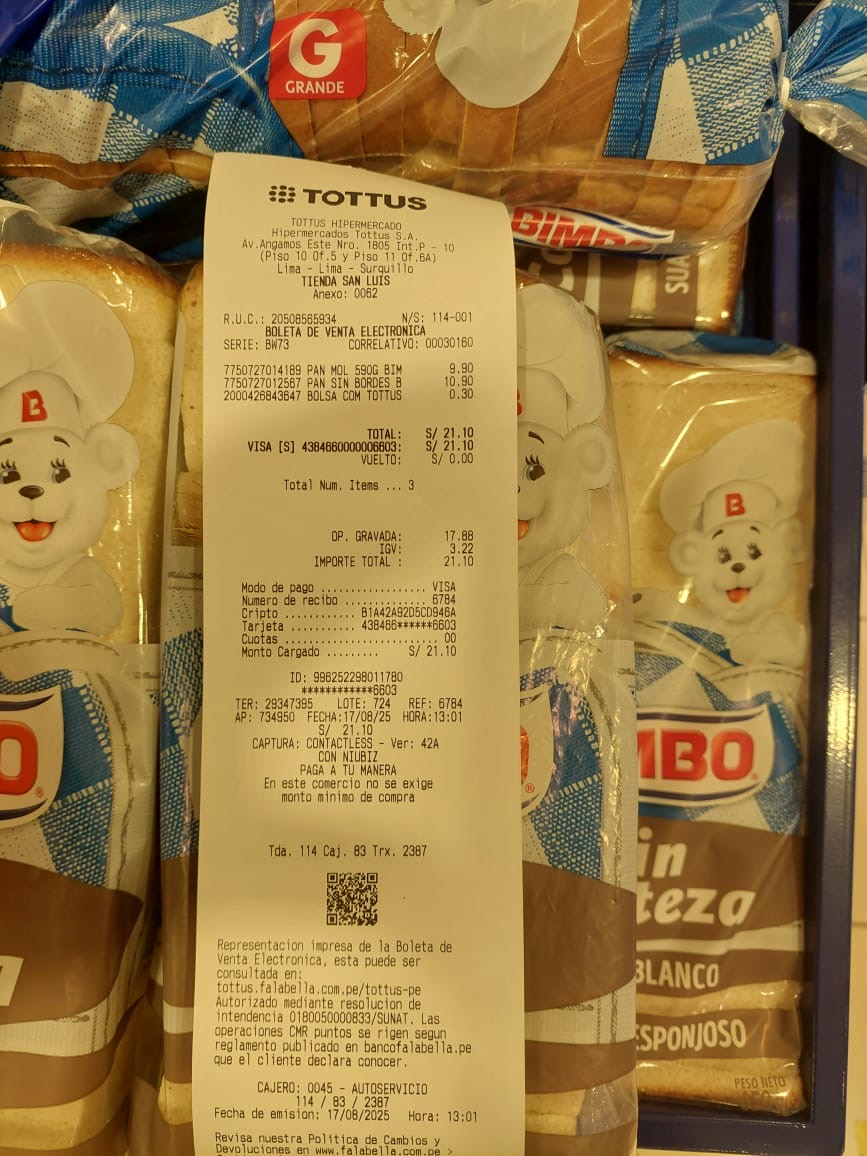 G
GRANDE
BIMBO
SUA
TOTTUS
TOTTUS HIPERMERCADO
Hipermercados Tottus S.A.
Av.Angamos Este Nro. 1805 Int.P - 10
(Piso 10 Of.5 y Piso 11 Of.6A)
Lima - Lima - Surquillo
TIENDA SAN LUIS
Anexo: 0062
R.U.C.: 20508565934 N/S: 114-001
BOLETA DE VENTA ELECTRONICA
SERIE: BW73 CORRELATIVO: 00030160
7750727014189 PAN MOL 590G BIM 9.90
7750727012567 PAN SIN BORDES B 10.90
2000426843647 BOLSA COM TOTTUS 0.30
TOTAL: S/ 21.10
VISA [S] 4384660000006603: S/ 21.10
VUELTO: S/ 0.00
Total Num. Items ... 3
OP. GRAVADA: 17.88
IGV: 3.22
IMPORTE TOTAL : 21.10
Modo de pago .................. VISA
Numero de recibo .............. 6784
Cripto ........... B1A42A92D5CD946A
Tarjeta ........... 438466******6603
Cuotas .......................... 00
Monto Cargado ......... S/ 21.10
ID: 996252298011780
************6603
TER: 29347395 LOTE: 724 REF: 6784
AP: 734950 FECHA:17/08/25 HORA:13:01
S/ 21.10
CAPTURA: CONTACTLESS - Ver: 42A
CON NIUBIZ
PAGA A TU MANERA
En este comercio no se exige
monto minimo de compra
Tda. 114 Caj. 83 Trx. 2387
Representacion impresa de la Boleta de
Venta Electronica, esta puede ser
consultada en:
tottus.falabella.com.pe/tottus-pe
Autorizado mediante resolucion de
intendencia 0180050000833/SUNAT. Las
operaciones CMR puntos se rigen segun
reglamento publicado en bancofalabella.pe
que el cliente declara conocer.
CAJERO: 0045 - AUTOSERVICIO
114 / 83 / 2387
Fecha de emision: 17/08/2025 Hora: 13:01
Revisa nuestra Politica de Cambios y
Devoluciones en www.falabella.com.pe >
B
B
MBO
in
teza
BLANCO
ESPONJOSO
PESO NETO